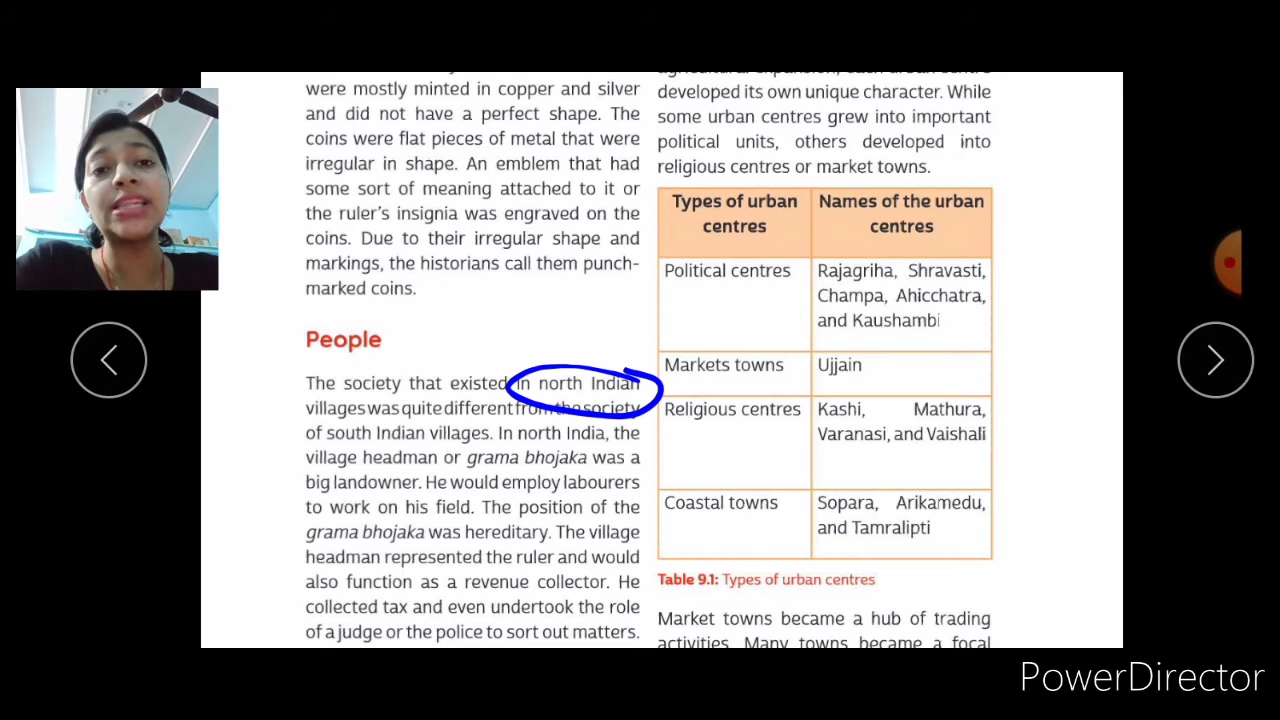 were mostly minted in copper and silver
and did not have a perfect shape. The
coins were flat pieces of metal that were
irregular in shape. An emblem that had
some sort of meaning attached to it or
the ruler's insignia was engraved on the
coins. Due to their irregular shape and
markings, the historians call them punch-
marked coins.
People
The society that existed in north Indian
villages was quite different from the society
of south Indian villages. In north India, the
village headman or grama bhojaka was a
big landowner. He would employ labourers
to work on his field. The position of the
grama bhojaka was hereditary. The village
headman represented the ruler and would
also function as a revenue collector. He
collected tax and even undertook the role
of a judge or the police to sort out matters.
agricultural expansion, each urban centre
developed its own unique character. While
some urban centres grew into important
political units, others developed into
religious centres or market towns.
Types of urban centres
Names of the urban centres
Political centres
Rajagriha, Shravasti,
Champa, Ahicchatra,
and Kaushambi
Markets towns
Ujjain
Religious centres
Kashi, Mathura,
Varanasi, and Vaishali
Coastal towns
Sopara, Arikamedu,
and Tamralipti
Table 9.1: Types of urban centres
Market towns became a hub of trading
activities. Many towns became a focal
PowerDirector